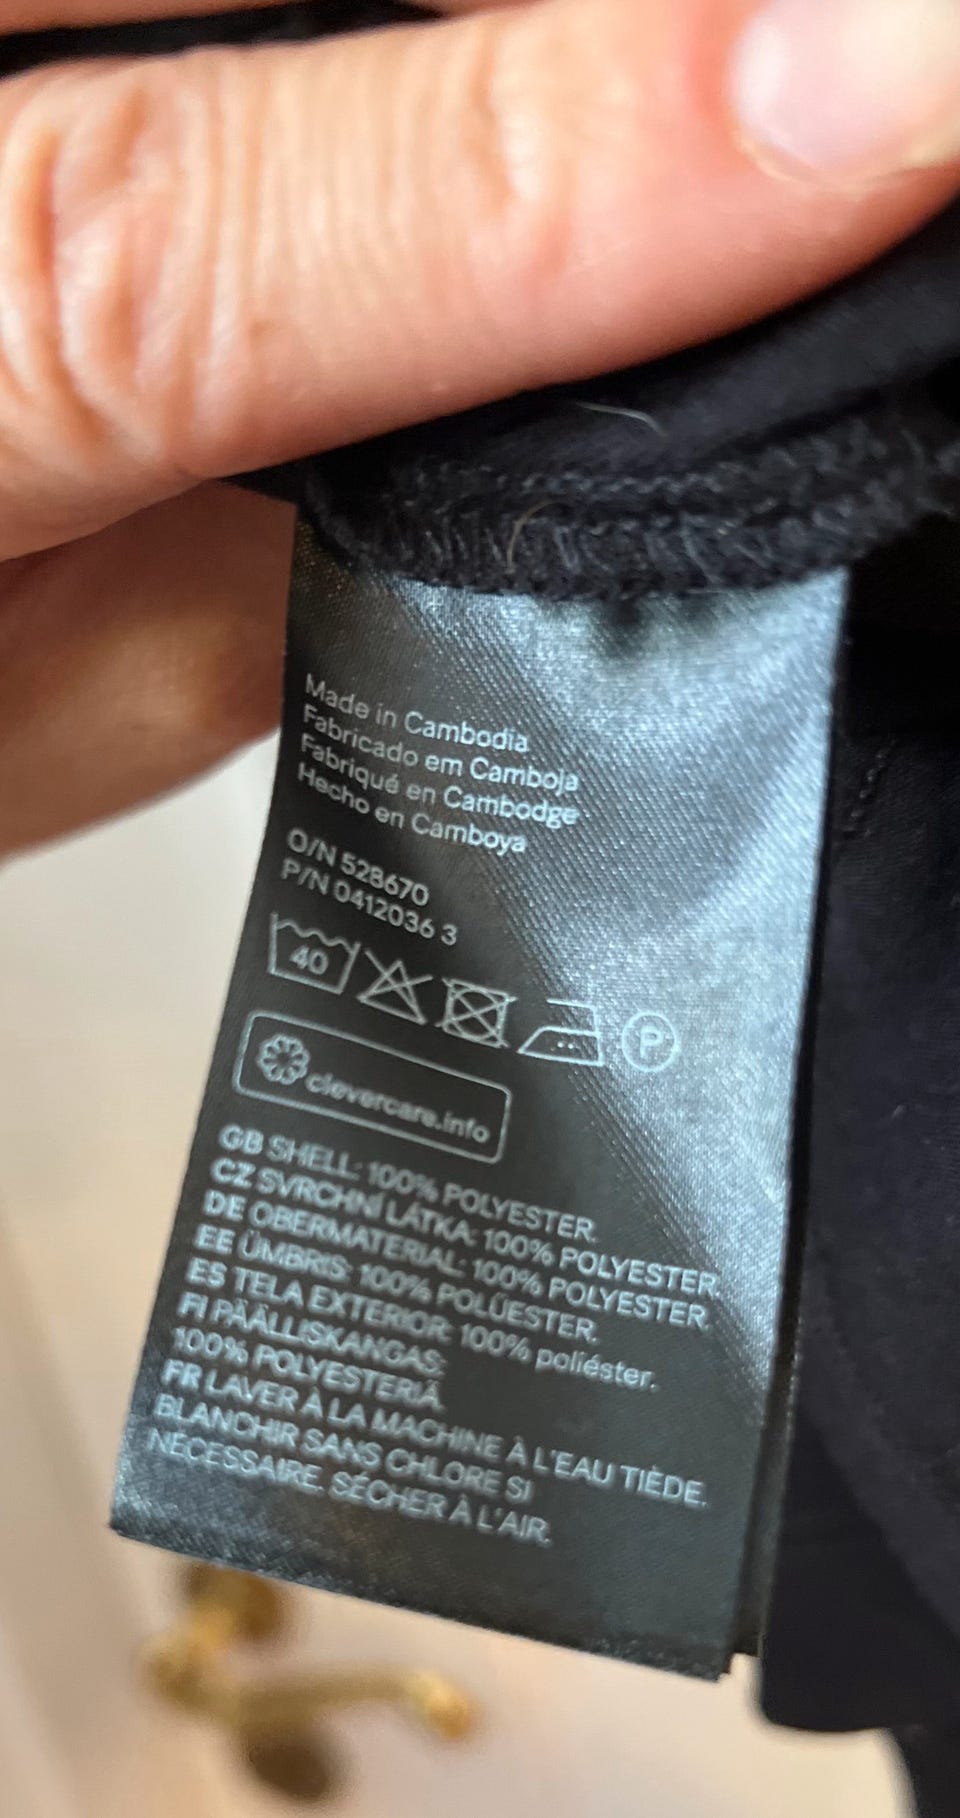 Made in Cambodia
Fabricado em Camboja
Fabriqué en Cambodge
Hecho en Camboya
O/N 528670
P/N 0412036 3
40
P
clevercare.info
GB SHELL: 100% POLYESTER.
CZ SVRCHNÍ LÁTKA: 100% POLYESTER.
DE OBERMATERIAL: 100% POLYESTER.
EE ÜMBRIS: 100% POLÜESTER.
ES TELA EXTERIOR: 100% poliéster.
FI PÄÄLLISKANGAS:
100% POLYESTERIÄ.
FR LAVER À LA MACHINE À L'EAU TIÈDE.
BLANCHIR SANS CHLORE SI
NÉCESSAIRE. SÉCHER À L'AIR.